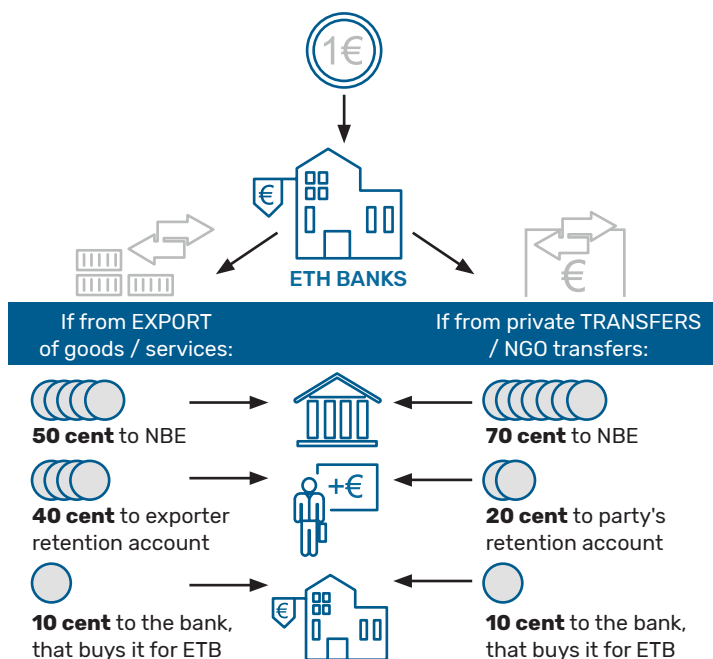 1€
€
ETH BANKS
€
If from EXPORT
of goods / services:
If from private TRANSFERS
/ NGO transfers:
50 cent to NBE
70 cent to NBE
+€
40 cent to exporter
retention account
20 cent to party's
retention account
€
10 cent to the bank,
that buys it for ETB
10 cent to the bank,
that buys it for ETB